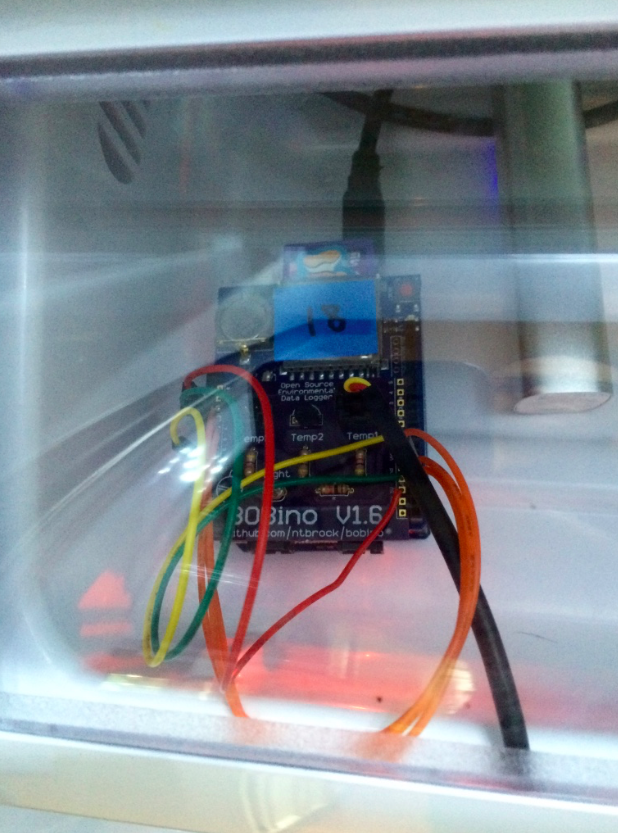 18
Open Source
Environmental
Data Logger
Temp2
Temp1
BOBino V1.6
github.com/ntbrock/bobino